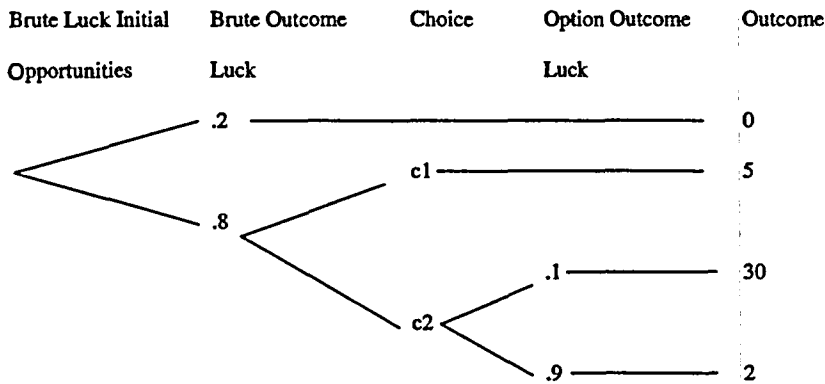 Brute Luck Initial Brute Outcome Choice Option Outcome Outcome
Opportunities Luck Luck
.2 0
c1 5
.8
.1 30
c2
.9 2